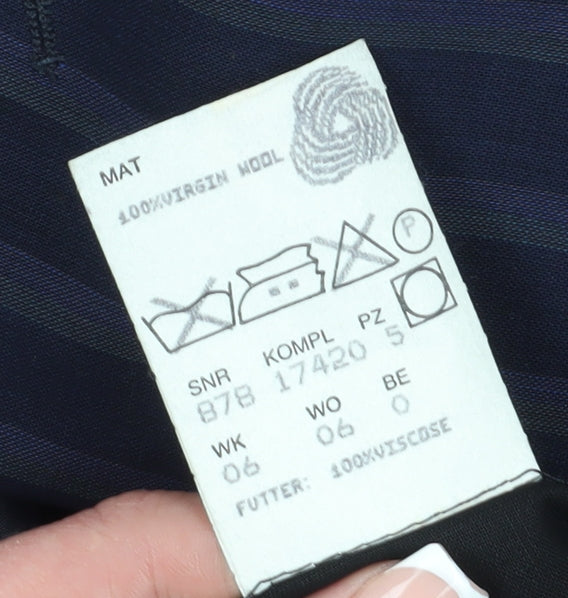 MAT
100%VIRGIN WOOL
P
SNR KOMPL PZ
878 17420 5
WK WO BE
06 06 0
FUTTER: 100%VISCOSE